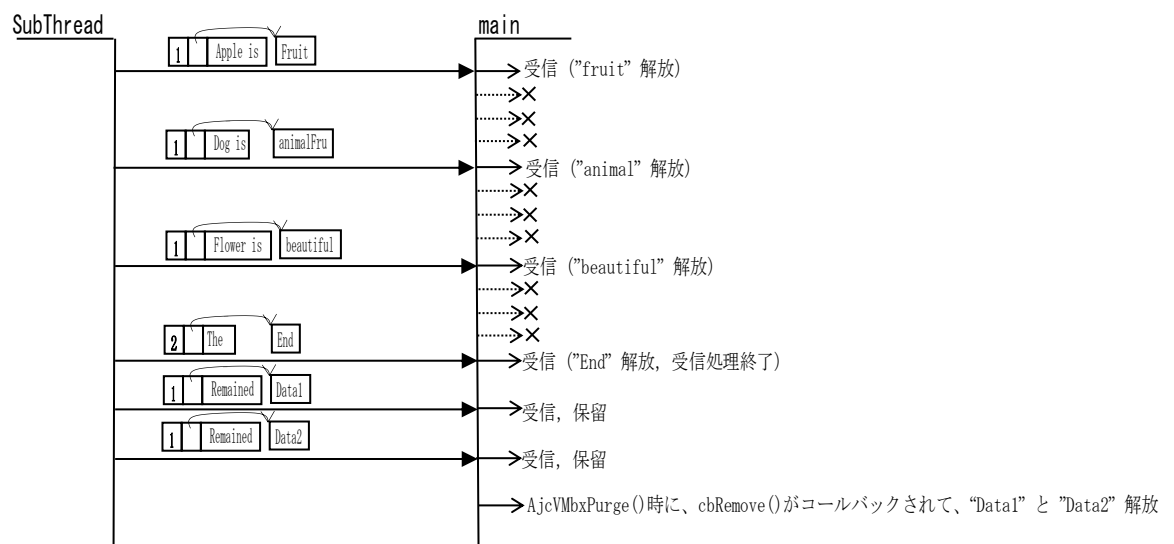 SubThread main
1 Apple is Fruit
受信 ("fruit" 解放)
×
×
×
1 Dog is animalFru
受信 ("animal" 解放)
×
×
×
1 Flower is beautiful
受信 ("beautiful" 解放)
×
×
×
2 The End
受信 ("End" 解放, 受信処理終了)
1 Remained Data1
受信, 保留
1 Remained Data2
受信, 保留
AjcVMbxPurge()時に、cbRemove()がコールバックされて、“Data1” と ”Data2” 解放